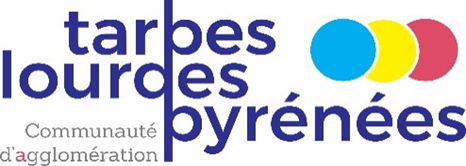 tarbes
lourdes
pyrénées
Communauté
d'agglomération